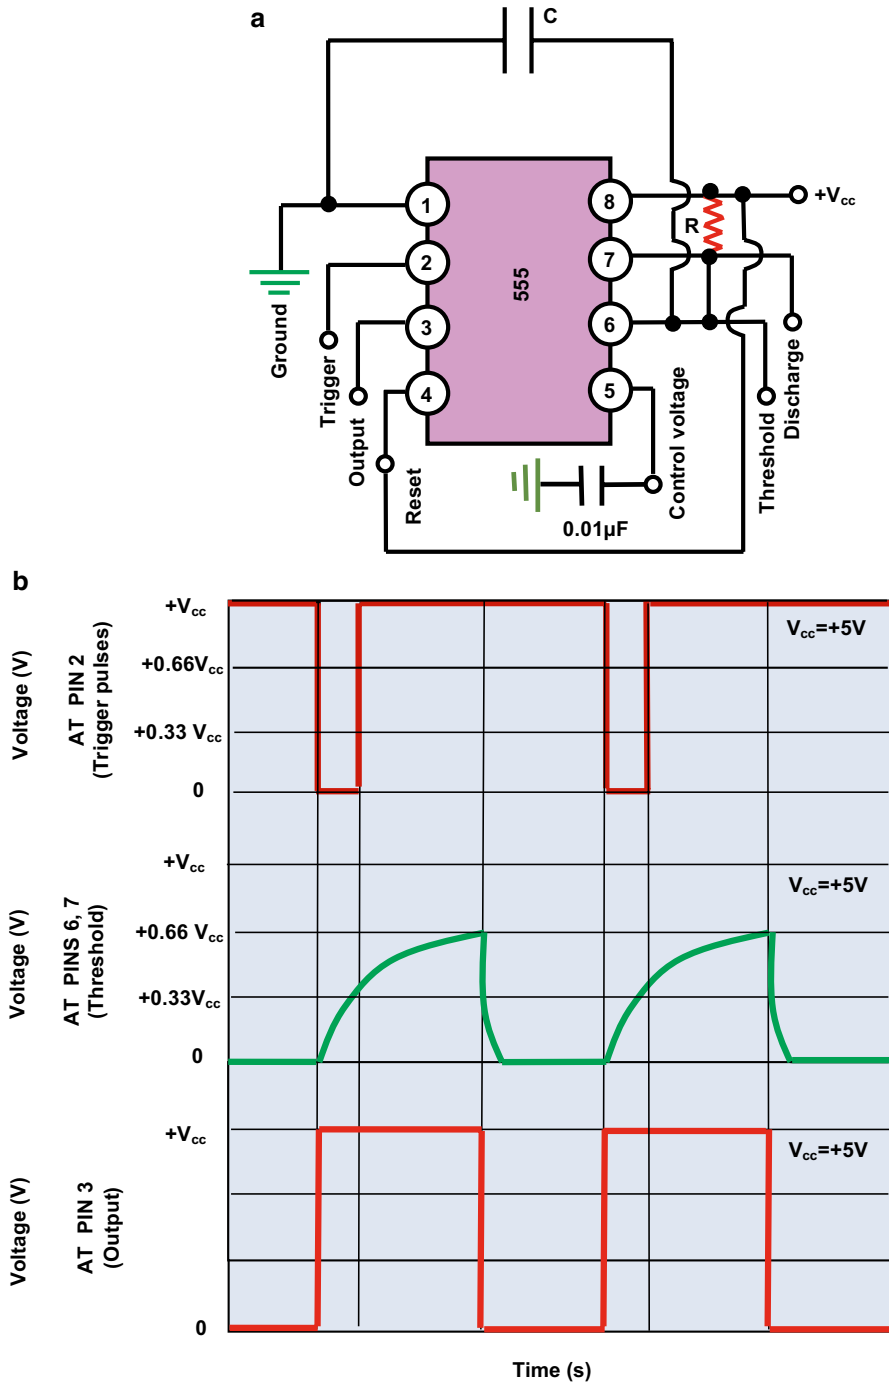 a
C
1
2
3
4
8
7
6
5
555
R
+Vcc
Ground
Trigger
Output
Reset
Control voltage
Threshold
Discharge
0.01µF
b
Voltage (V)
AT PIN 2
(Trigger pulses)
+Vcc
+0.66Vcc
+0.33 Vcc
0
Vcc=+5V
Voltage (V)
AT PINS 6, 7
(Threshold)
+Vcc
+0.66 Vcc
+0.33Vcc
0
Vcc=+5V
Voltage (V)
AT PIN 3
(Output)
+Vcc
0
Vcc=+5V
Time (s)